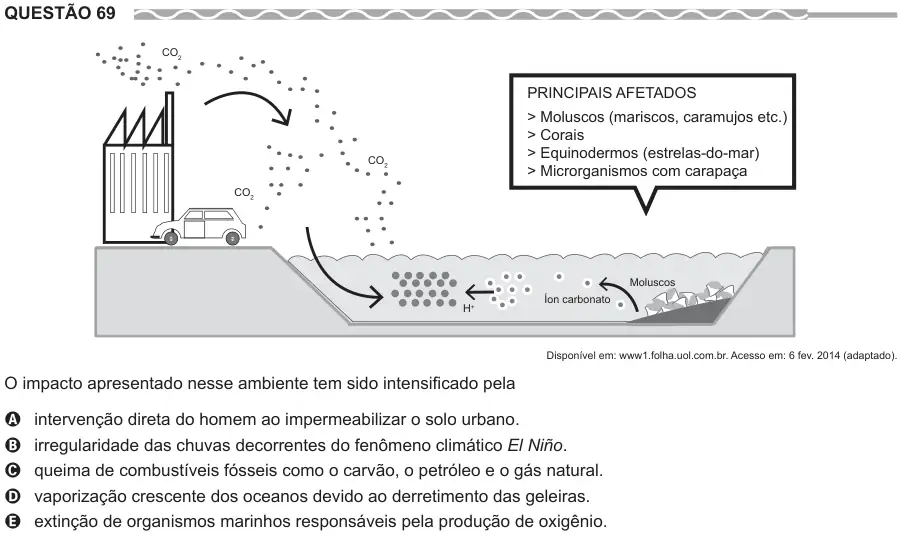 QUESTÃO 69
CO₂
PRINCIPAIS AFETADOS
> Moluscos (mariscos, caramujos etc.)
> Corais
> Equinodermos (estrelas-do-mar)
> Microrganismos com carapaça
CO₂
CO₂
Moluscos
Íon carbonato
H⁺
Disponível em: www1.folha.uol.com.br. Acesso em: 6 fev. 2014 (adaptado).
O impacto apresentado nesse ambiente tem sido intensificado pela
A intervenção direta do homem ao impermeabilizar o solo urbano.
B irregularidade das chuvas decorrentes do fenômeno climático El Niño.
C queima de combustíveis fósseis como o carvão, o petróleo e o gás natural.
D vaporização crescente dos oceanos devido ao derretimento das geleiras.
E extinção de organismos marinhos responsáveis pela produção de oxigênio.